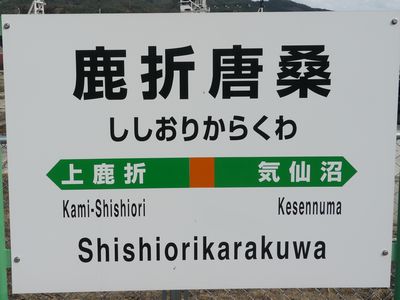 鹿折唐桑
ししおりからくわ
上鹿折 気仙沼
Kami-Shishiori Kesennuma
Shishiorikarakuwa